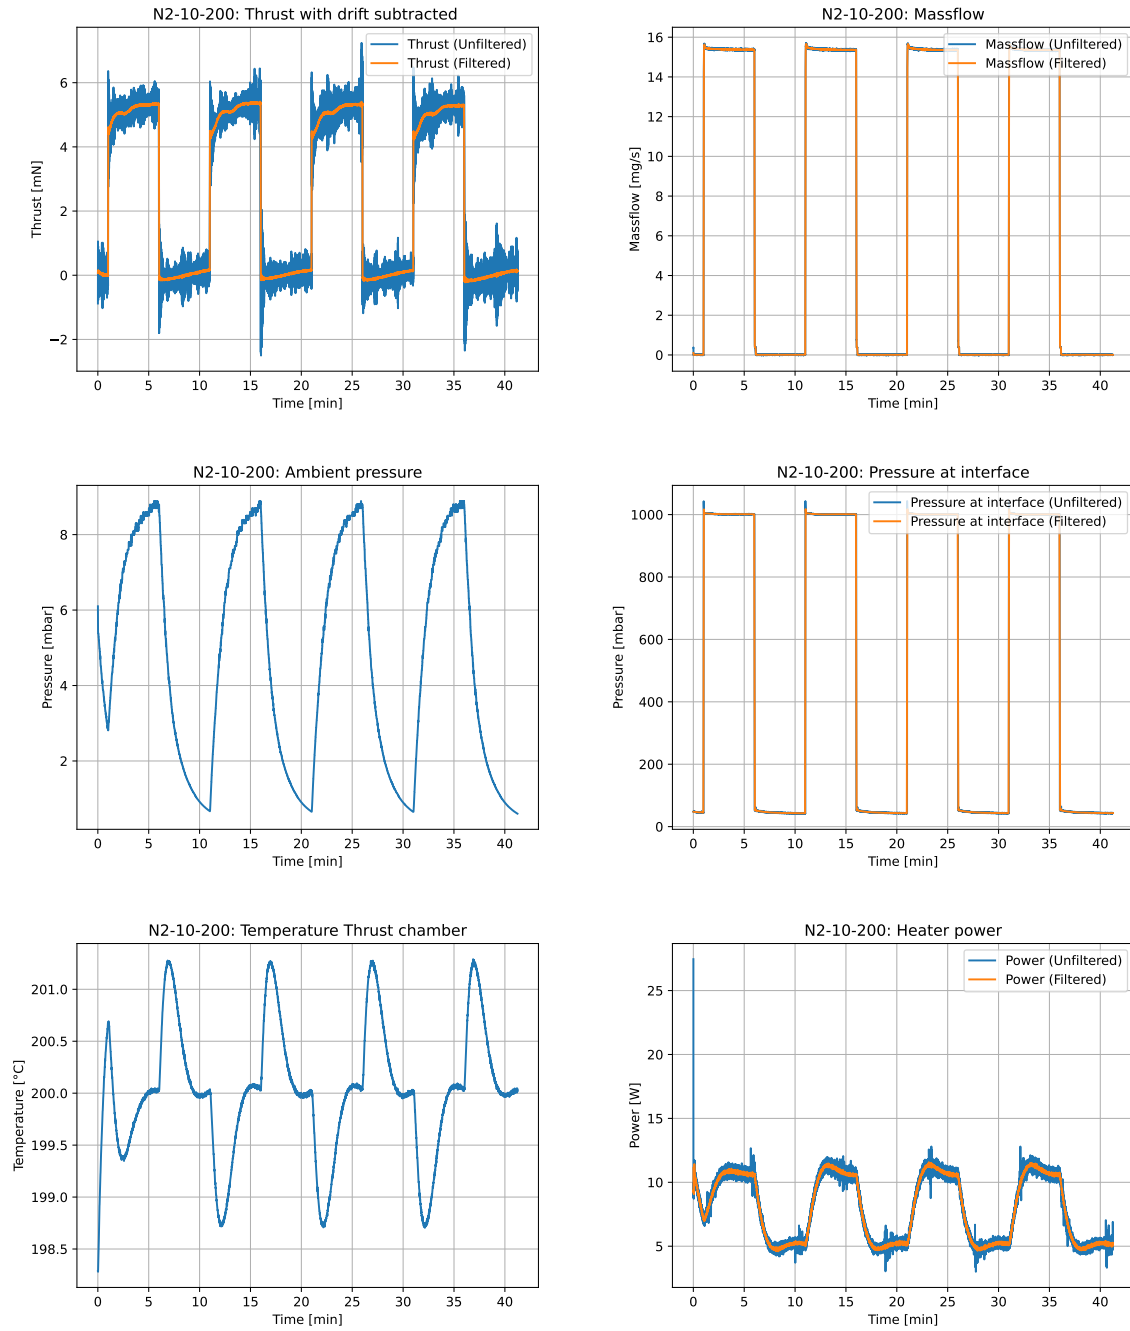 N2-10-200: Thrust with drift subtracted
Thrust (Unfiltered)
Thrust (Filtered)
Thrust [mN]
6
4
2
0
−2
0 5 10 15 20 25 30 35 40
Time [min]
N2-10-200: Massflow
Massflow (Unfiltered)
Massflow (Filtered)
Massflow [mg/s]
16
14
12
10
8
6
4
2
0
0 5 10 15 20 25 30 35 40
Time [min]
N2-10-200: Ambient pressure
Pressure [mbar]
8
6
4
2
0 5 10 15 20 25 30 35 40
Time [min]
N2-10-200: Pressure at interface
Pressure at interface (Unfiltered)
Pressure at interface (Filtered)
Pressure [mbar]
1000
800
600
400
200
0
0 5 10 15 20 25 30 35 40
Time [min]
N2-10-200: Temperature Thrust chamber
Temperature [°C]
201.0
200.5
200.0
199.5
199.0
198.5
0 5 10 15 20 25 30 35 40
Time [min]
N2-10-200: Heater power
Power (Unfiltered)
Power (Filtered)
Power [W]
25
20
15
10
5
0 5 10 15 20 25 30 35 40
Time [min]